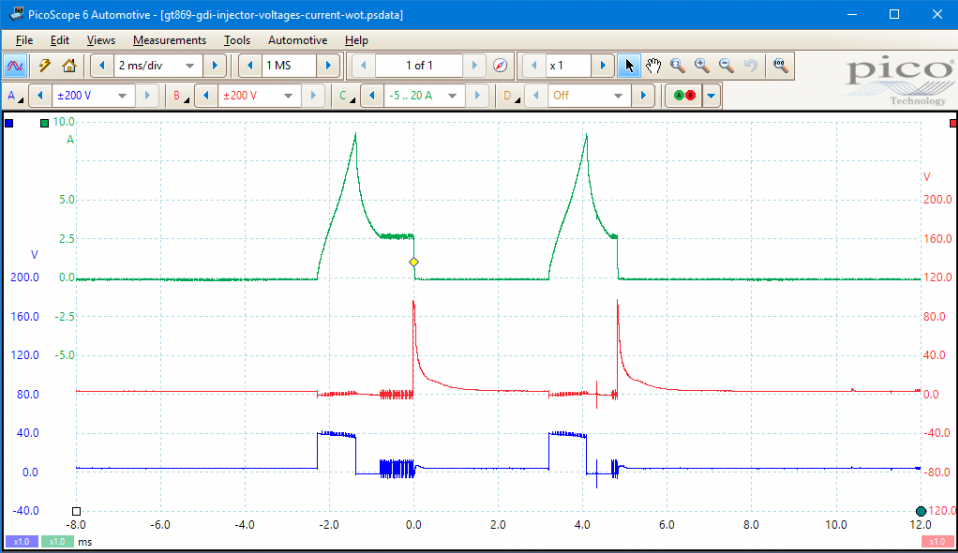 PicoScope 6 Automotive - [gt869-gdi-injector-voltages-current-wot.psdata]
File Edit Views Measurements Tools Automotive Help
2 ms/div 1 MS 1 of 1 x 1
pico
Technology
A ±200 V B ±200 V C -5 .. 20 A D Off A B
10.0
A
V
5.0 200.0
2.5 160.0
V
200.0 0.0 120.0
160.0 -2.5 80.0
120.0 -5.0 40.0
80.0 0.0
40.0 -40.0
0.0 -80.0
-40.0 -120.0
-8.0 -6.0 -4.0 -2.0 0.0 2.0 4.0 6.0 8.0 10.0 12.0
x1.0 x1.0 ms x1.0